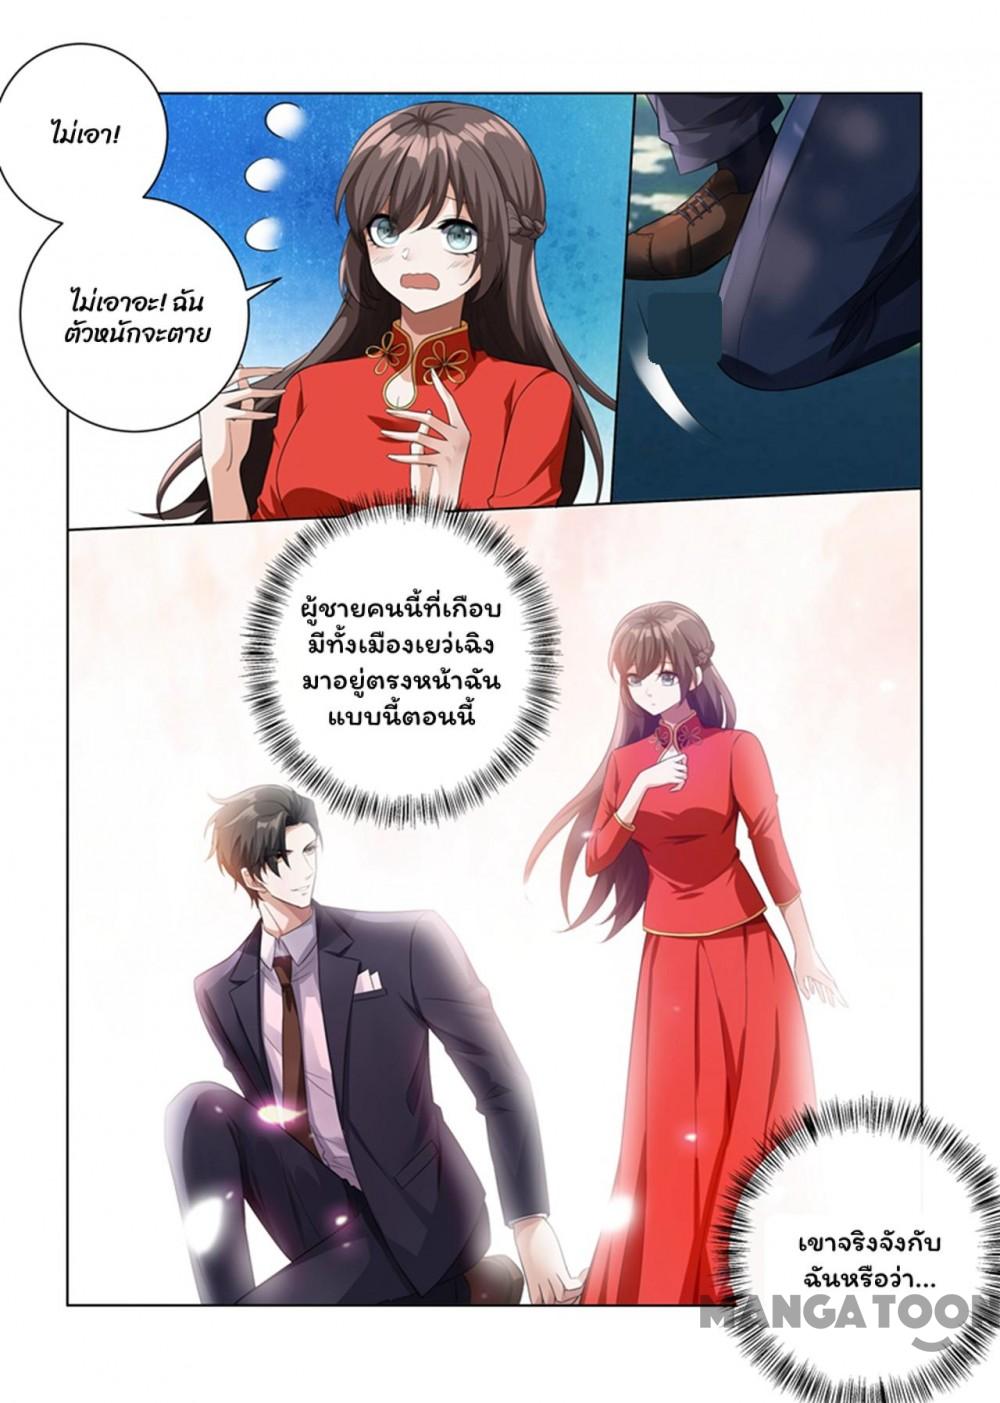 ไม่เอา!
ไม่เอาอะ! ฉัน
ตัวหนักจะตาย
ผู้ชายคนนี้ที่เกือบ
มีทั้งเมืองเยว่เฉิง
มาอยู่ตรงหน้าฉัน
แบบนี้ตอนนี้
เขาจริงจังกับ
ฉันหรือว่า...
MANGATOON